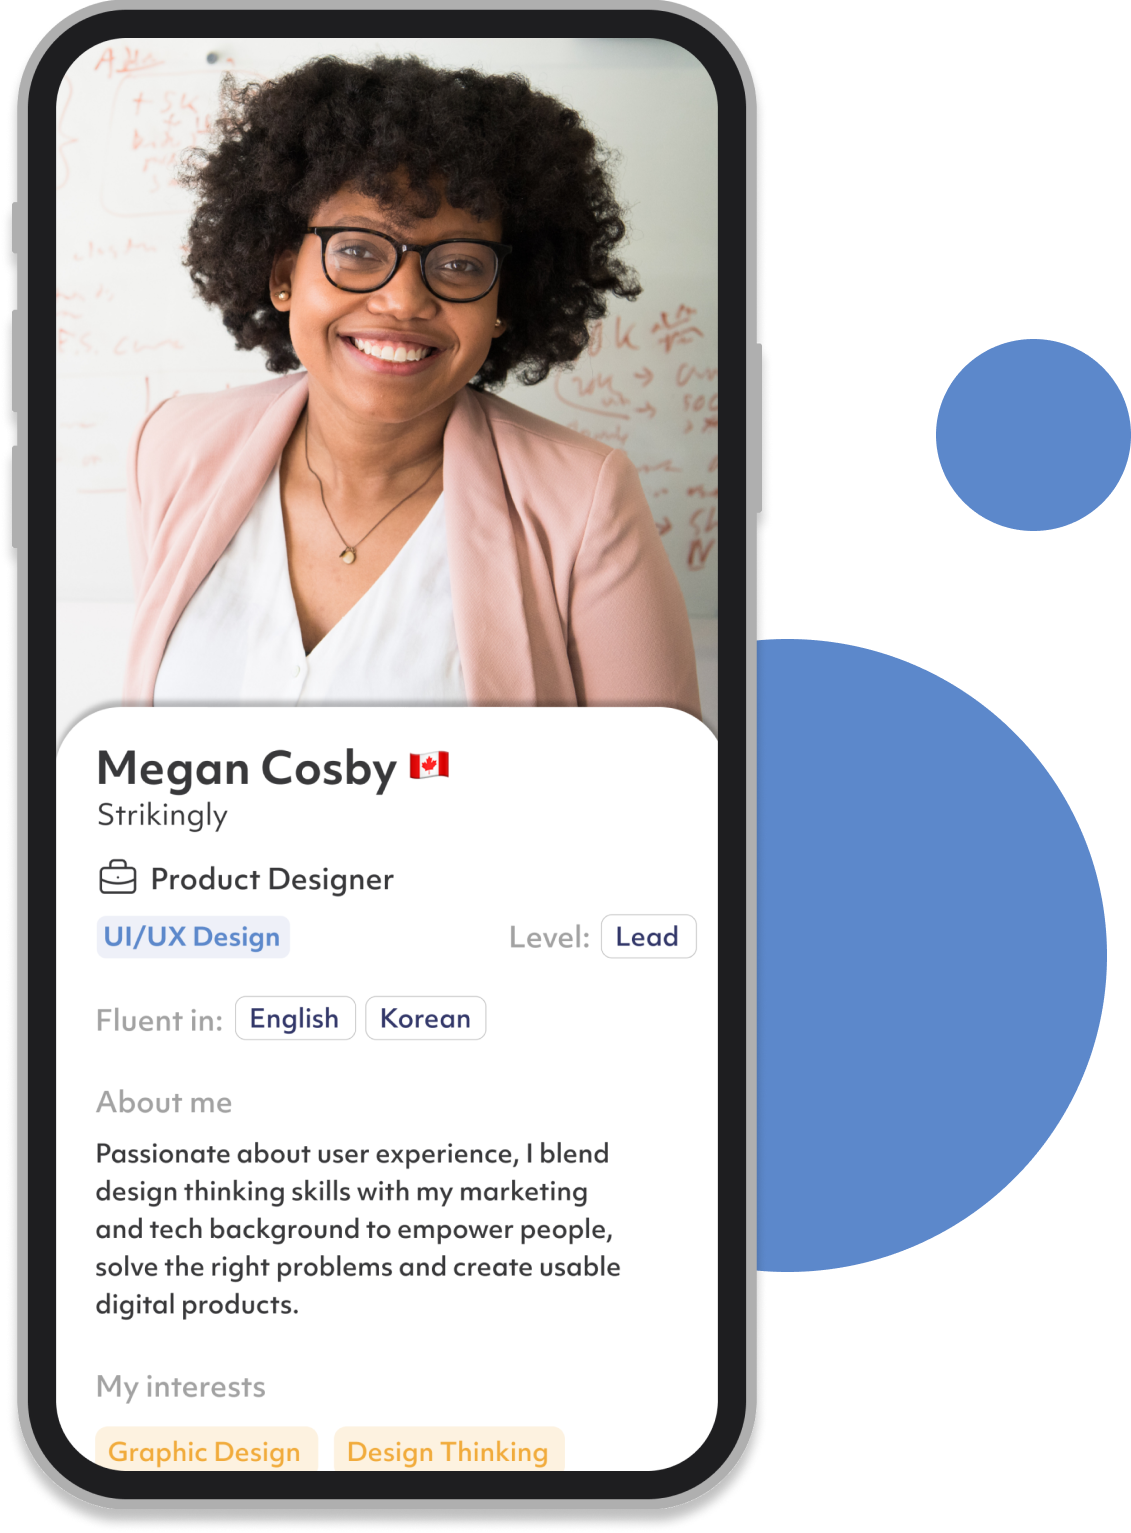 Megan Cosby 🇨🇦
Strikingly
Product Designer
UI/UX Design
Level: Lead
Fluent in: English Korean
About me
Passionate about user experience, I blend
design thinking skills with my marketing
and tech background to empower people,
solve the right problems and create usable
digital products.
My interests
Graphic Design Design Thinking